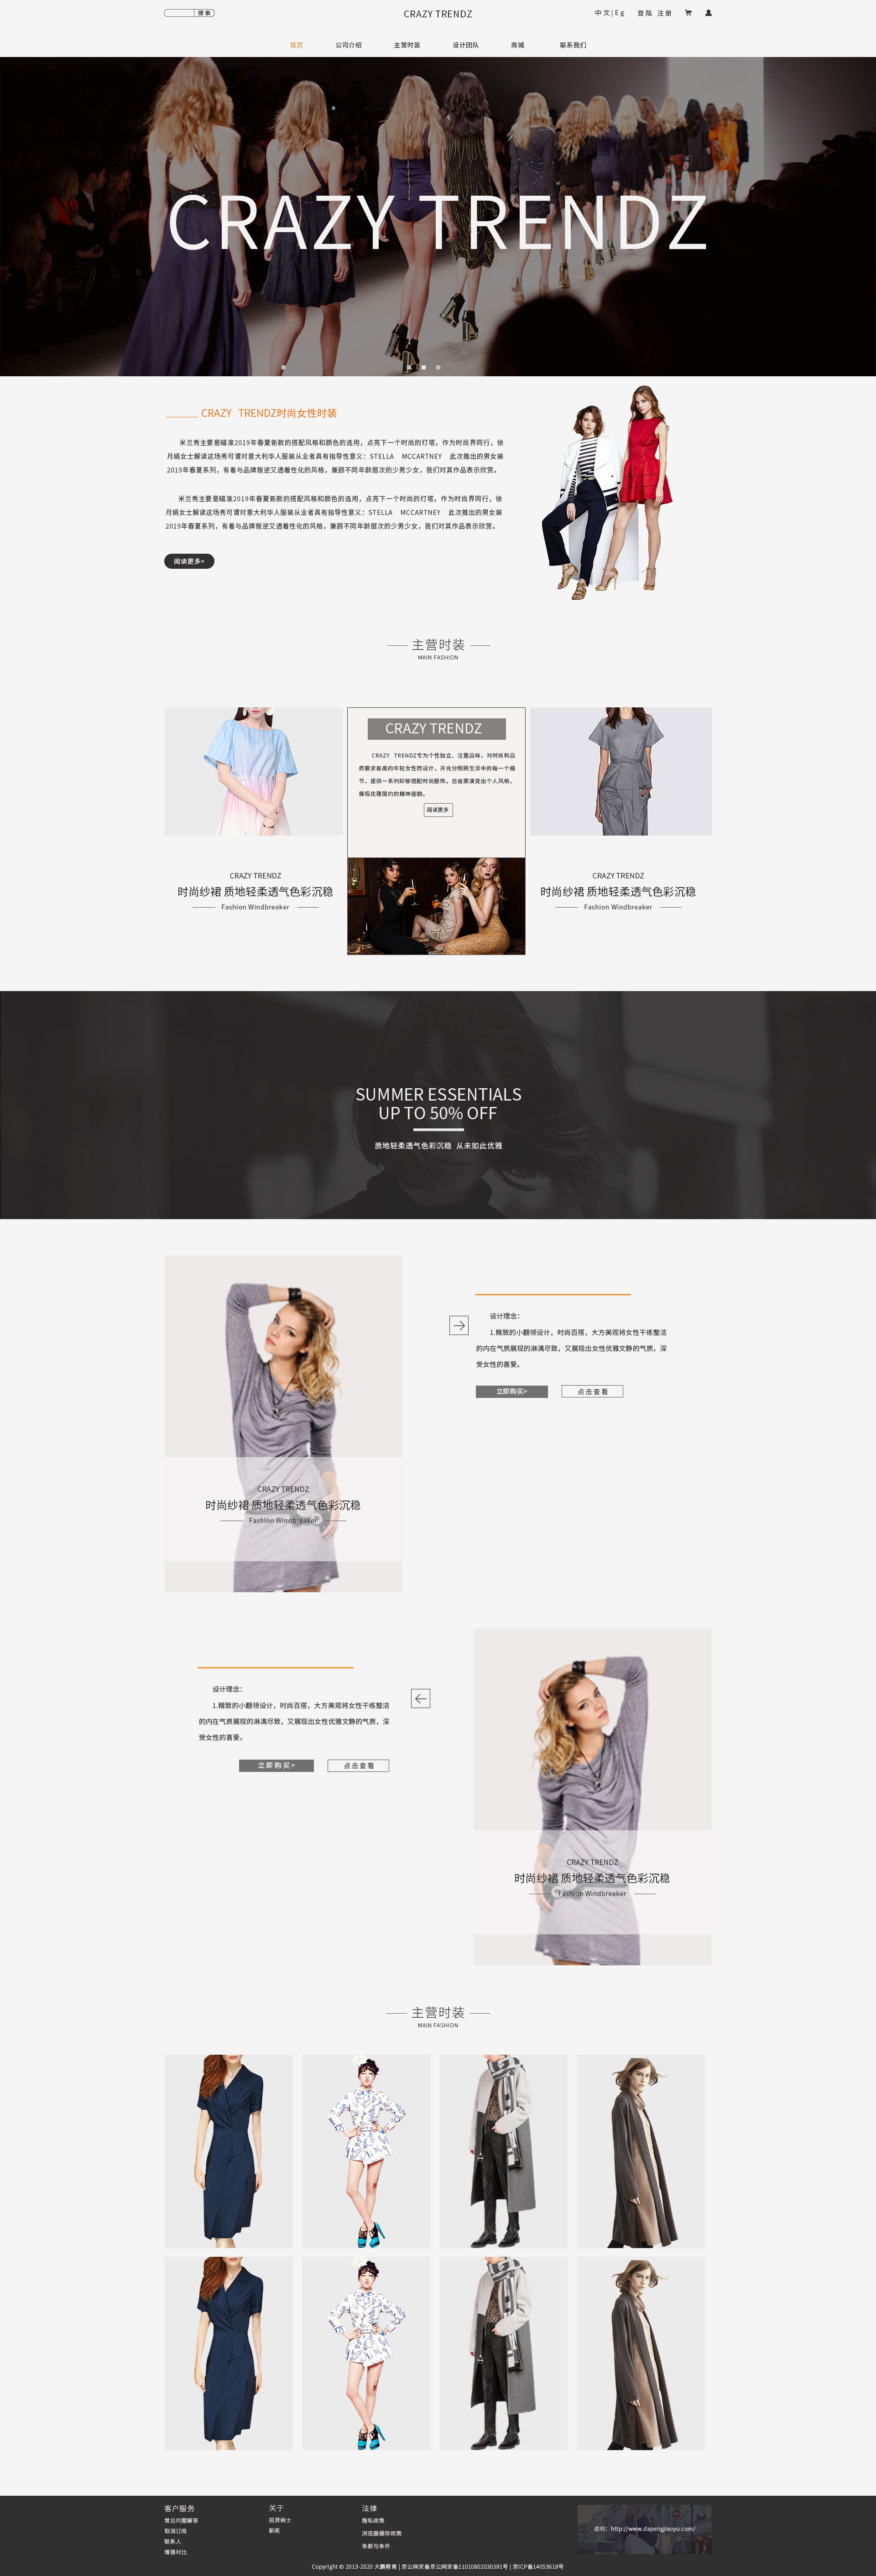 搜索
CRAZY TRENDZ
中文|Eg 登陆 注册
首页 公司介绍 主营时装 设计团队 商城 联系我们
CRAZY TRENDZ
CRAZY TRENDZ时尚女性时装
米兰秀主要是瞄准2019年春夏新款的搭配风格和颜色的选用，点亮下一个时尚的灯塔。作为时尚界同行，徐
月娟女士解读这场秀可谓对意大利华人服装从业者具有指导性意义：STELLA MCCARTNEY 此次推出的男女装
2019年春夏系列，有着与品牌叛逆又透着性化的风格，兼顾不同年龄层次的少男少女，我们对其作品表示欣赏。
米兰秀主要是瞄准2019年春夏新款的搭配风格和颜色的选用，点亮下一个时尚的灯塔。作为时尚界同行，徐
月娟女士解读这场秀可谓对意大利华人服装从业者具有指导性意义：STELLA MCCARTNEY 此次推出的男女装
2019年春夏系列，有着与品牌叛逆又透着性化的风格，兼顾不同年龄层次的少男少女，我们对其作品表示欣赏。
阅读更多>
主营时装
MAIN FASHION
CRAZY TRENDZ
CRAZY TRENDZ专为个性独立、注重品味，对时尚和品
质要求极高的年轻女性而设计，并充分照顾生活中的每一个细
节，提供一系列抑郁搭配时尚服饰。自由第演变出个人风格，
展现优雅简约的精神面貌。
阅读更多
CRAZY TRENDZ
时尚纱裙 质地轻柔透气色彩沉稳
Fashion Windbreaker
CRAZY TRENDZ
时尚纱裙 质地轻柔透气色彩沉稳
Fashion Windbreaker
SUMMER ESSENTIALS
UP TO 50% OFF
质地轻柔透气色彩沉稳 从未如此优雅
设计理念：
1.精致的小翻领设计，时尚百搭，大方美观将女性干练整洁
的内在气质展现的淋漓尽致，又展现出女性优雅文静的气质，深
受女性的喜爱。
立即购买> 点击查看
CRAZY TRENDZ
时尚纱裙 质地轻柔透气色彩沉稳
Fashion Windbreaker
设计理念：
1.精致的小翻领设计，时尚百搭，大方美观将女性干练整洁
的内在气质展现的淋漓尽致，又展现出女性优雅文静的气质，深
受女性的喜爱。
立即购买> 点击查看
CRAZY TRENDZ
时尚纱裙 质地轻柔透气色彩沉稳
Fashion Windbreaker
主营时装
MAIN FASHION
客户服务
常见问题解答
取消订阅
联系人
增强对比
关于
招贤纳士
新闻
法律
隐私政策
浏览器缓存政策
条款与条件
访问：http://www.dapengjiaoyu.com/
Copyright © 2013-2020 大鹏教育 | 京公网安备京公网安备11010802030391号 | 京ICP备14053618号